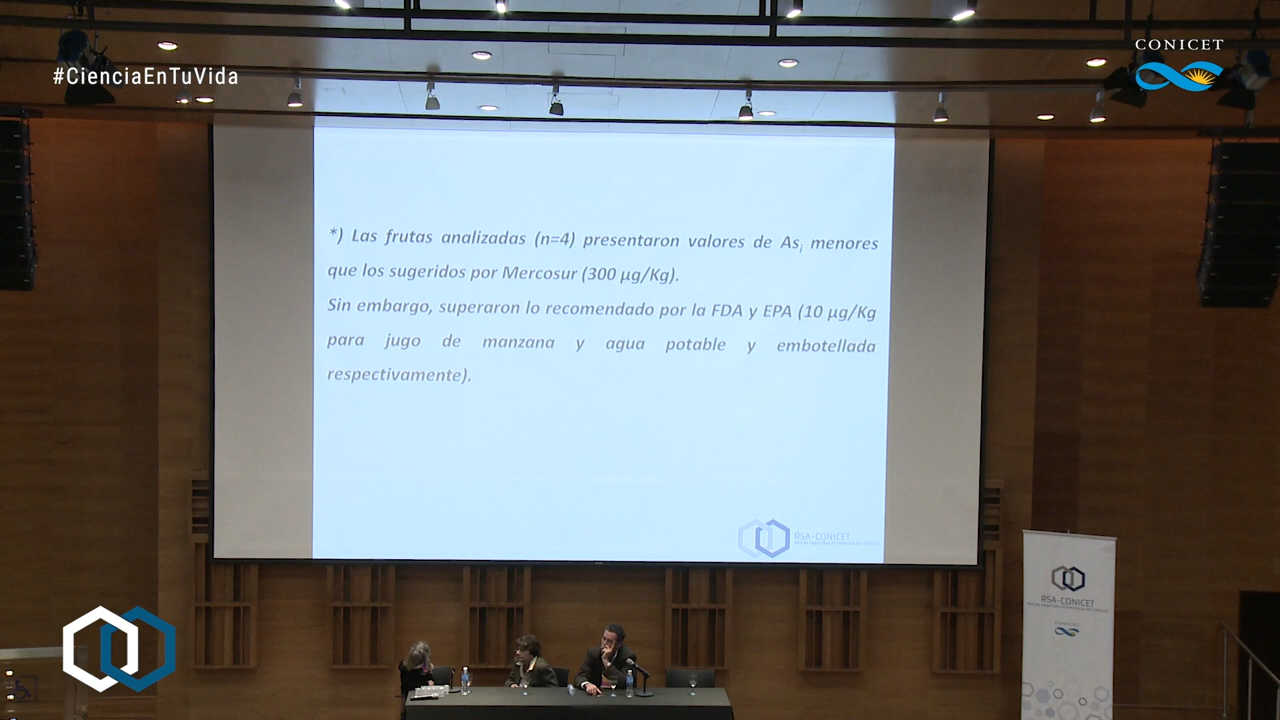 CONICET
#CienciaEnTuVida
*) Las frutas analizadas (n=4) presentaron valores de Asi menores
que los sugeridos por Mercosur (300 µg/Kg).
Sin embargo, superaron lo recomendado por la FDA y EPA (10 µg/Kg
para jugo de manzana y agua potable y embotellada
respectivamente).
RSA-CONICET
RSA-CONICET